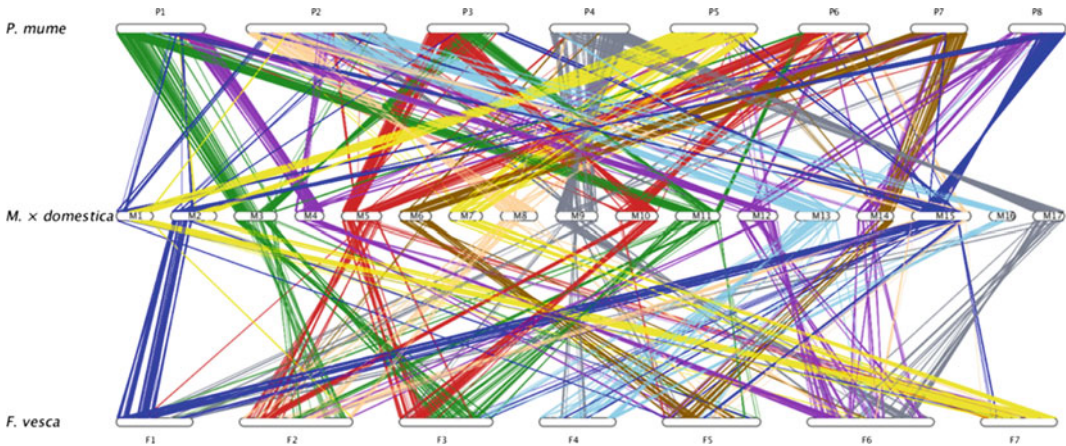 P1 P2 P3 P4 P5 P6 P7 P8
P. mume
M. × domestica M1 M2 M3 M4 M5 M6 M7 M8 M9 M10 M11 M12 M13 M14 M15 M16 M17
F. vesca
F1 F2 F3 F4 F5 F6 F7